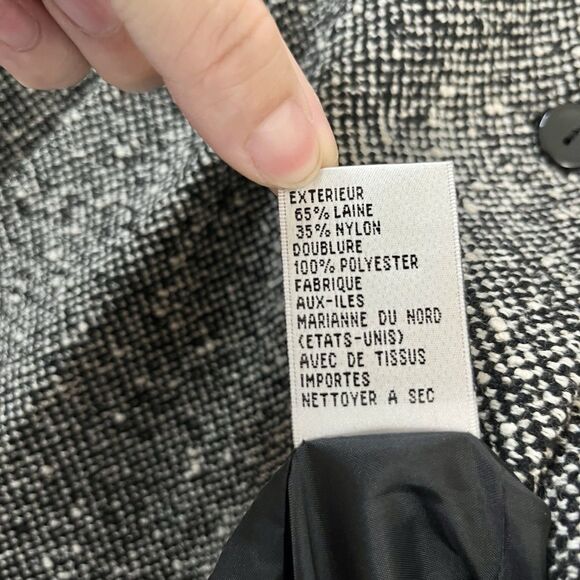 EXTERIEUR
65% LAINE
35% NYLON
DOUBLURE
100% POLYESTER
FABRIQUE
AUX-ILES
MARIANNE DU NORD
(ETATS-UNIS)
AVEC DE TISSUS
IMPORTES
NETTOYER A SEC